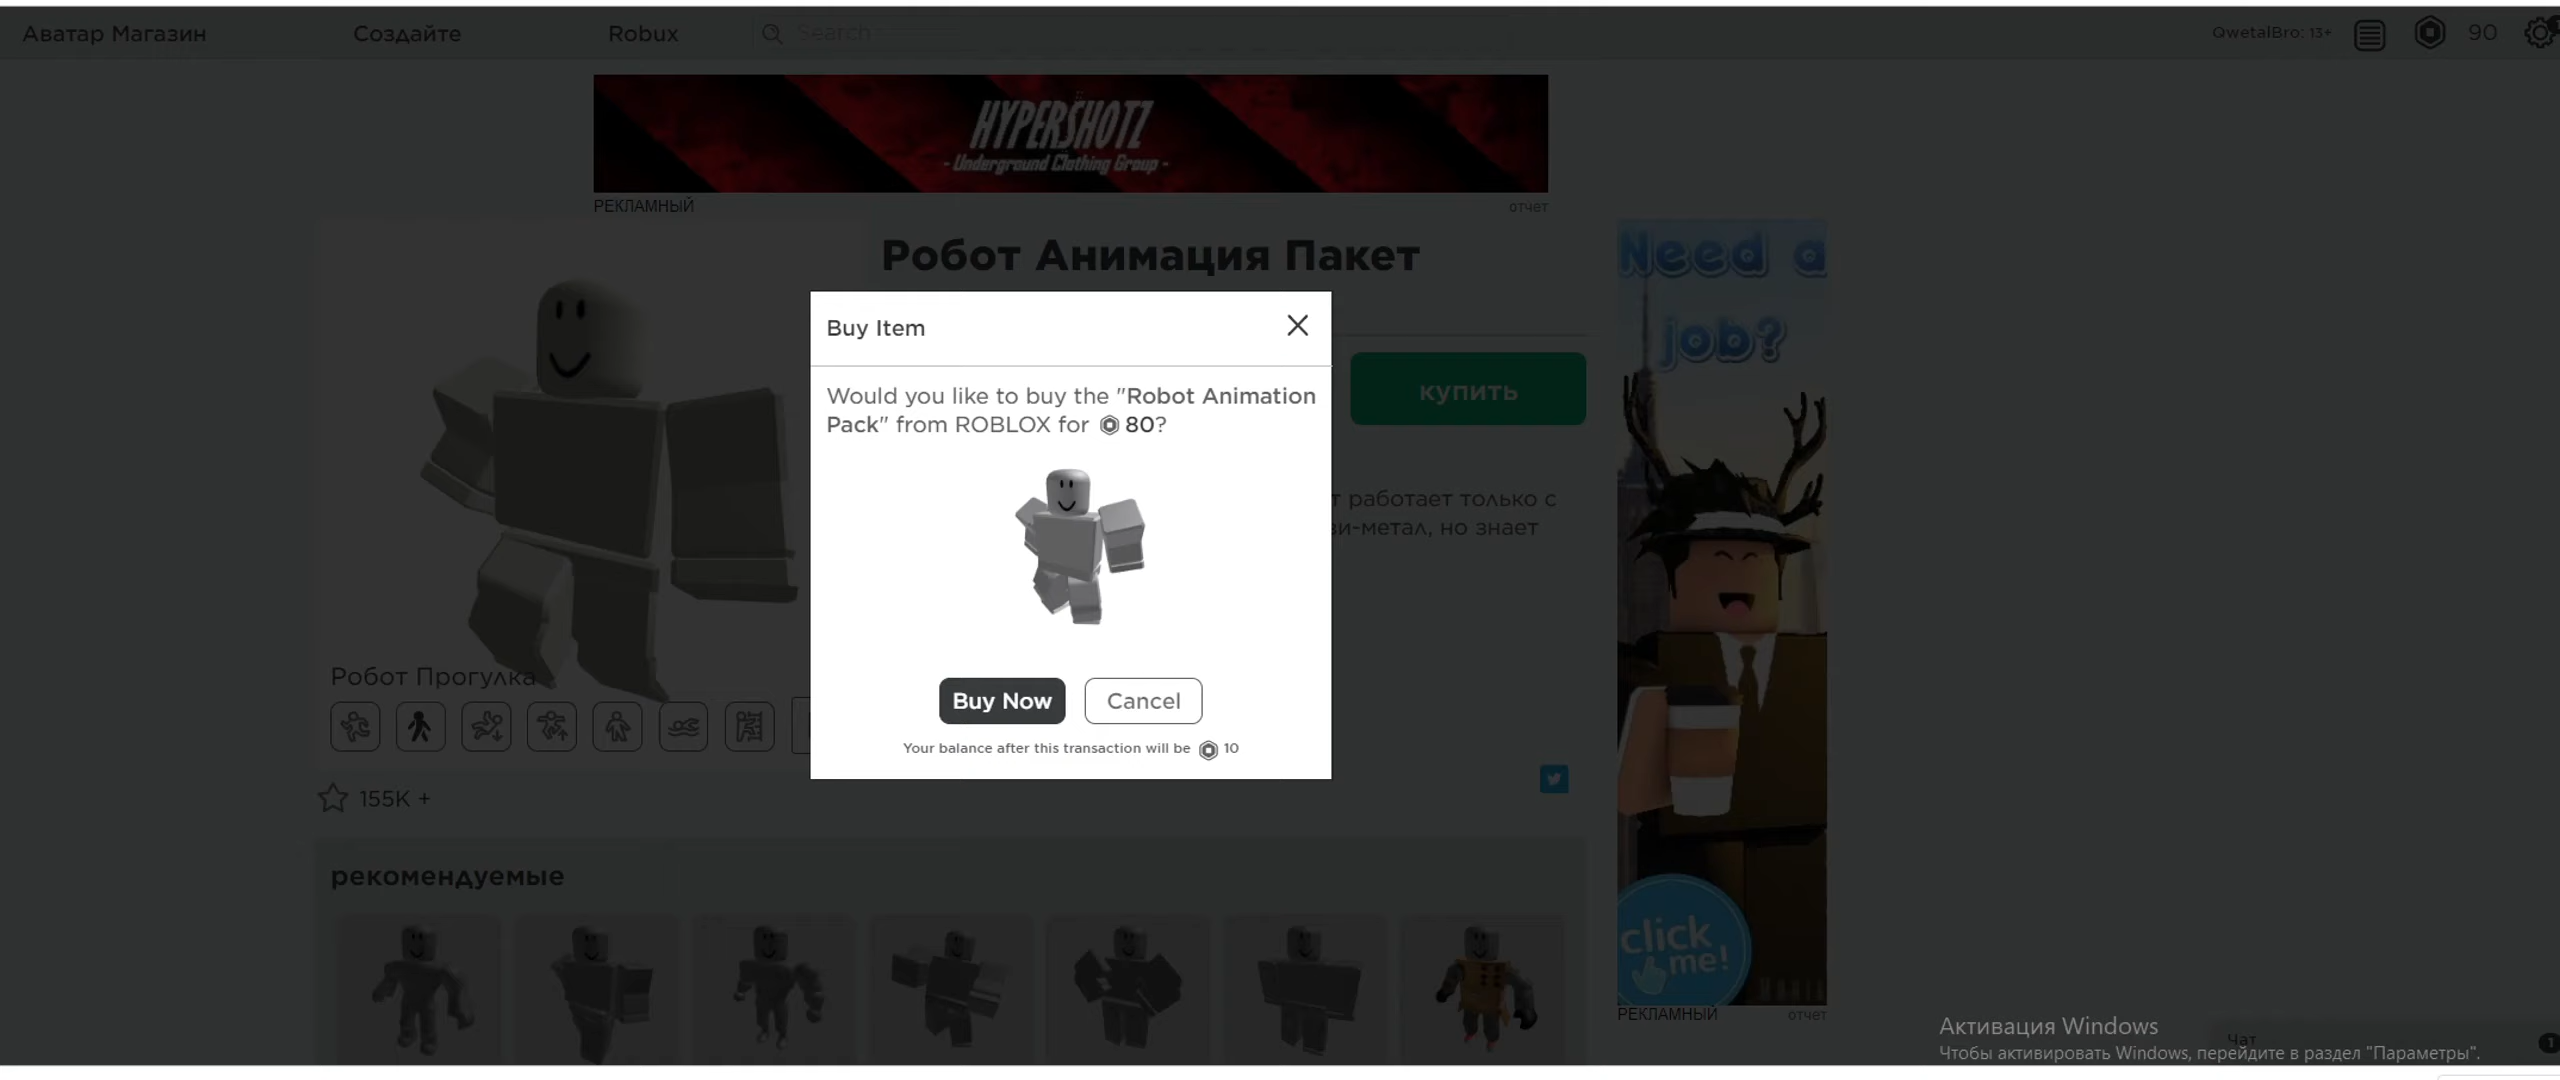 Аватар Магазин Создайте Robux Search QwetalBro: 13+ 90
HYPERSHOTZ
- Underground Clothing Group -
РЕКЛАМНЫЙ отчет
Робот Анимация Пакет
Need a
job?
Buy Item
купить
Would you like to buy the "Robot Animation
Pack" from ROBLOX for 80?
т работает только с
ви-метал, но знает
Робот Прогулка
Buy Now Cancel
Your balance after this transaction will be 10
155K +
рекомендуемые
click
me!
РЕКЛАМНЫЙ отчет
Активация Windows
Чат 1
Чтобы активировать Windows, перейдите в раздел "Параметры".